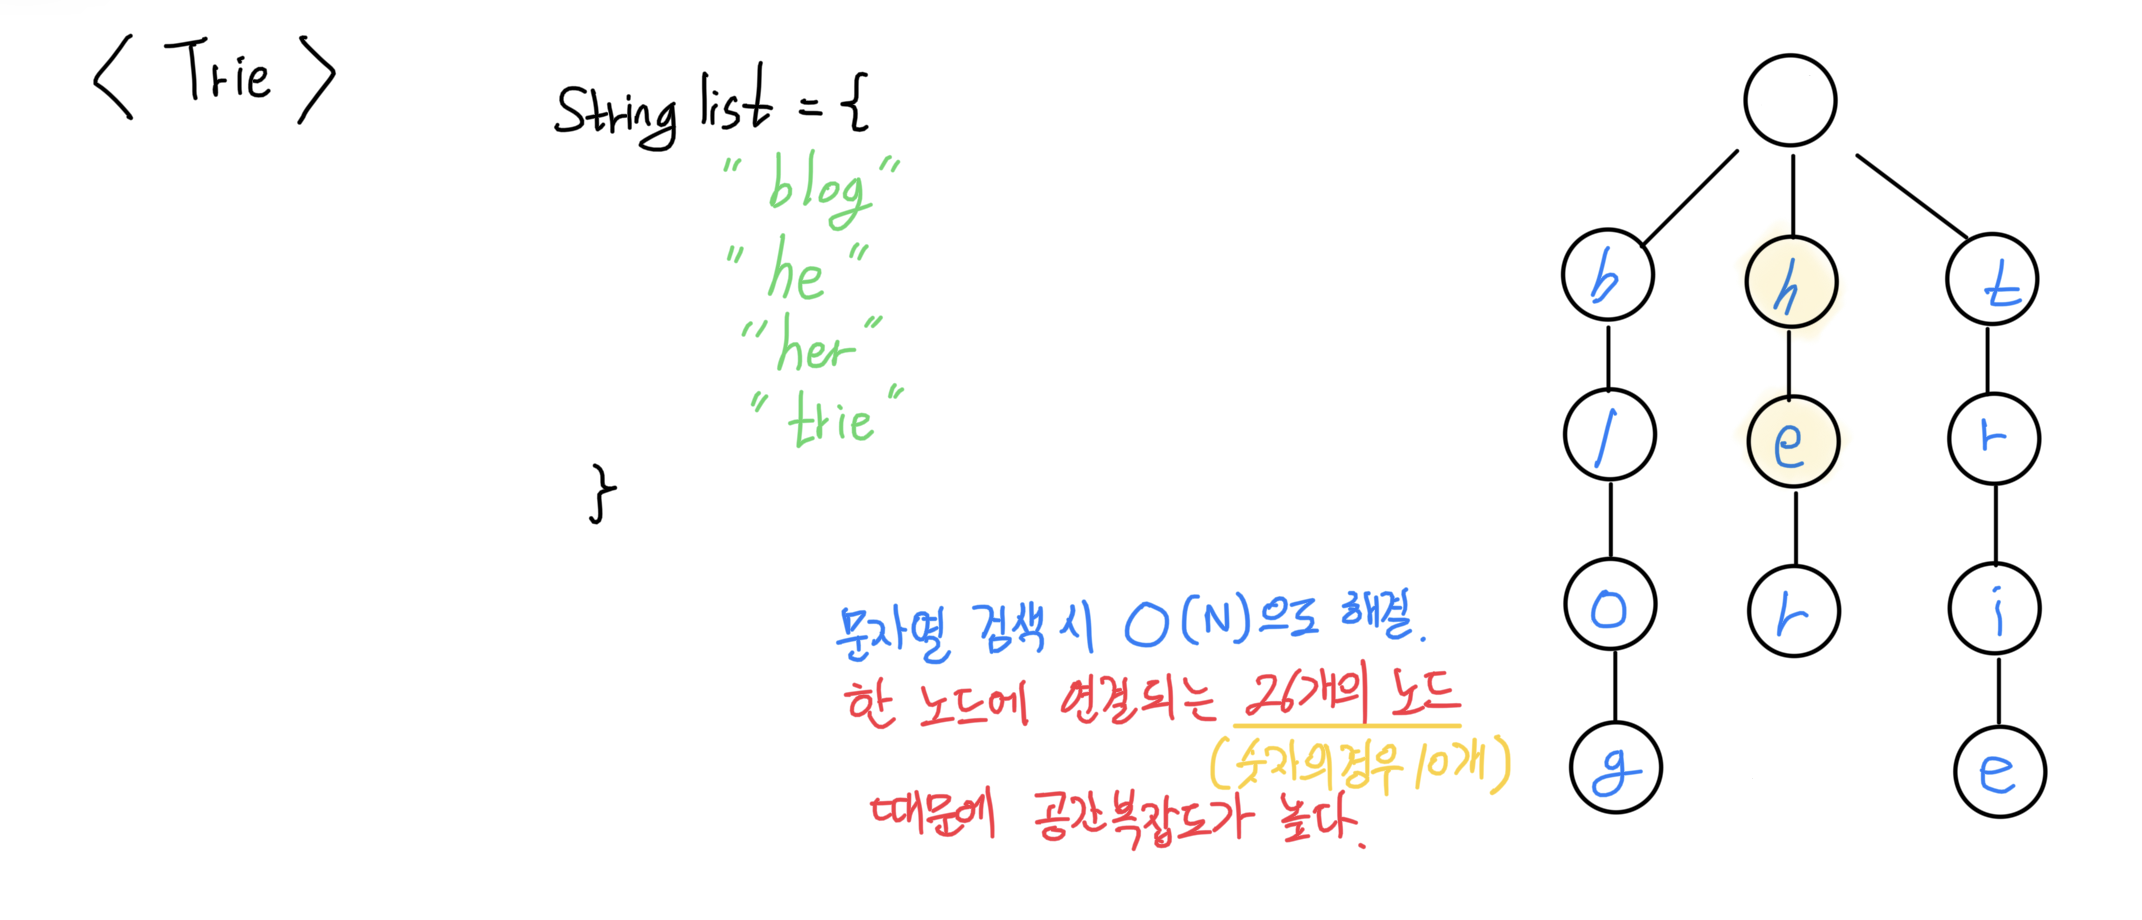 < Trie >
String list = {
"blog"
"he"
"her"
"trie"
}
문자열 검색 시 O(N)으로 해결.
한 노드에 연결되는 26개의 노드
(숫자의경우 10개)
때문에 공간복잡도가 높다.
b h t
l e r
o r i
g e